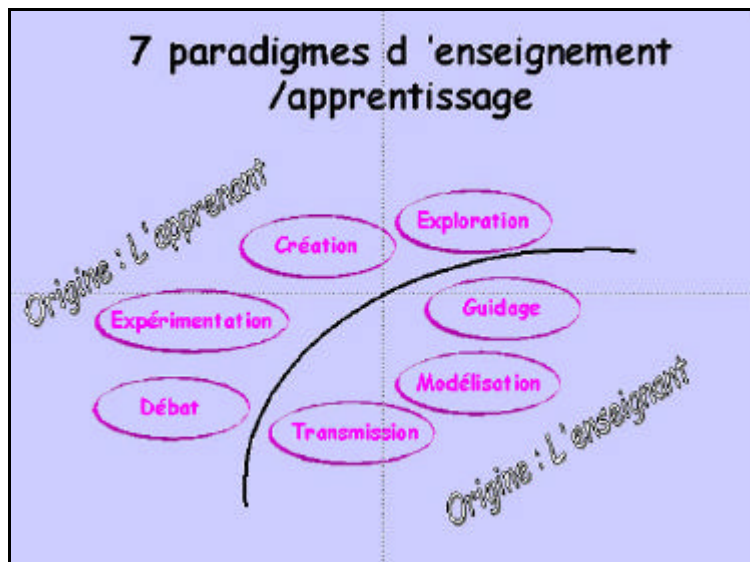 7 paradigmes d 'enseignement
/apprentissage
Origine : L'apprenant
Exploration
Création
Guidage
Expérimentation
Modélisation
Débat
Transmission
Origine : L'enseignant